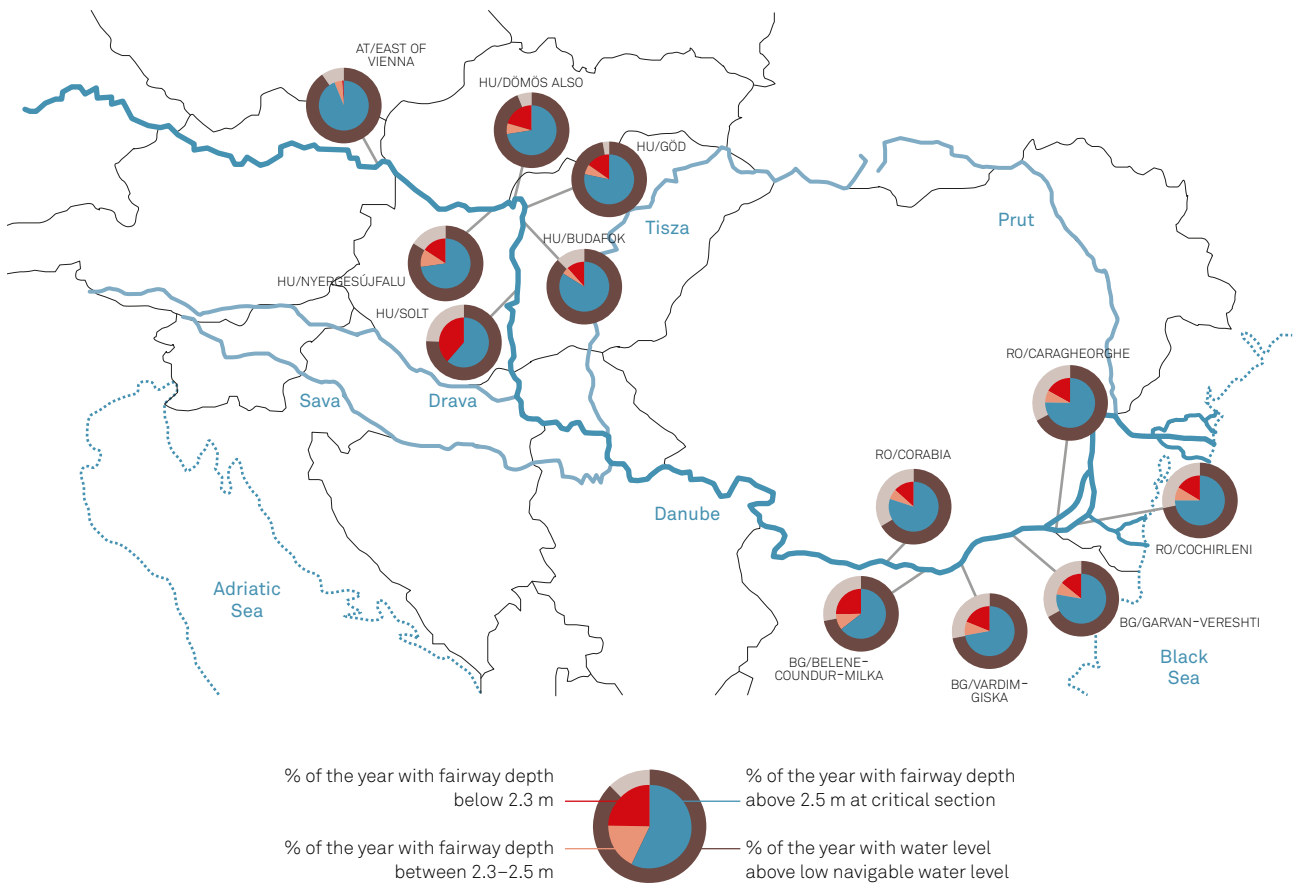 AT/EAST OF
VIENNA
HU/DÖMÖS ALSO
HU/GÖD
Tisza
Prut
HU/BUDAFOK
HU/NYERGESÚJFALU
HU/SOLT
RO/CARAGHEORGHE
Sava
Drava
RO/CORABIA
Danube
RO/COCHIRLENI
Adriatic
Sea
BG/GARVAN-VERESHTI
BG/BELENE-
COUNDUR-MILKA
Black
Sea
BG/VARDIM-
GISKA
% of the year with fairway depth
below 2.3 m
% of the year with fairway depth
above 2.5 m at critical section
% of the year with fairway depth
between 2.3–2.5 m
% of the year with water level
above low navigable water level